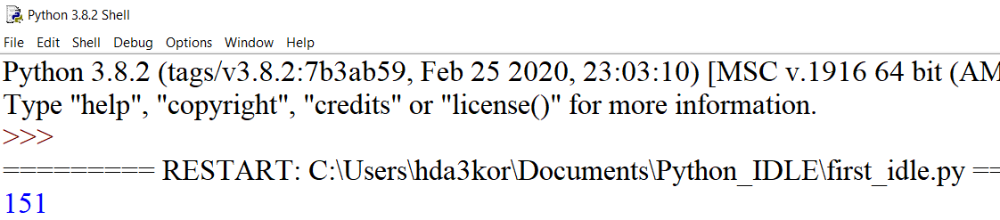 Python 3.8.2 Shell
File Edit Shell Debug Options Window Help
Python 3.8.2 (tags/v3.8.2:7b3ab59, Feb 25 2020, 23:03:10) [MSC v.1916 64 bit (AM
Type "help", "copyright", "credits" or "license()" for more information.
>>>
========= RESTART: C:\Users\hda3kor\Documents\Python_IDLE\first_idle.py ==
151